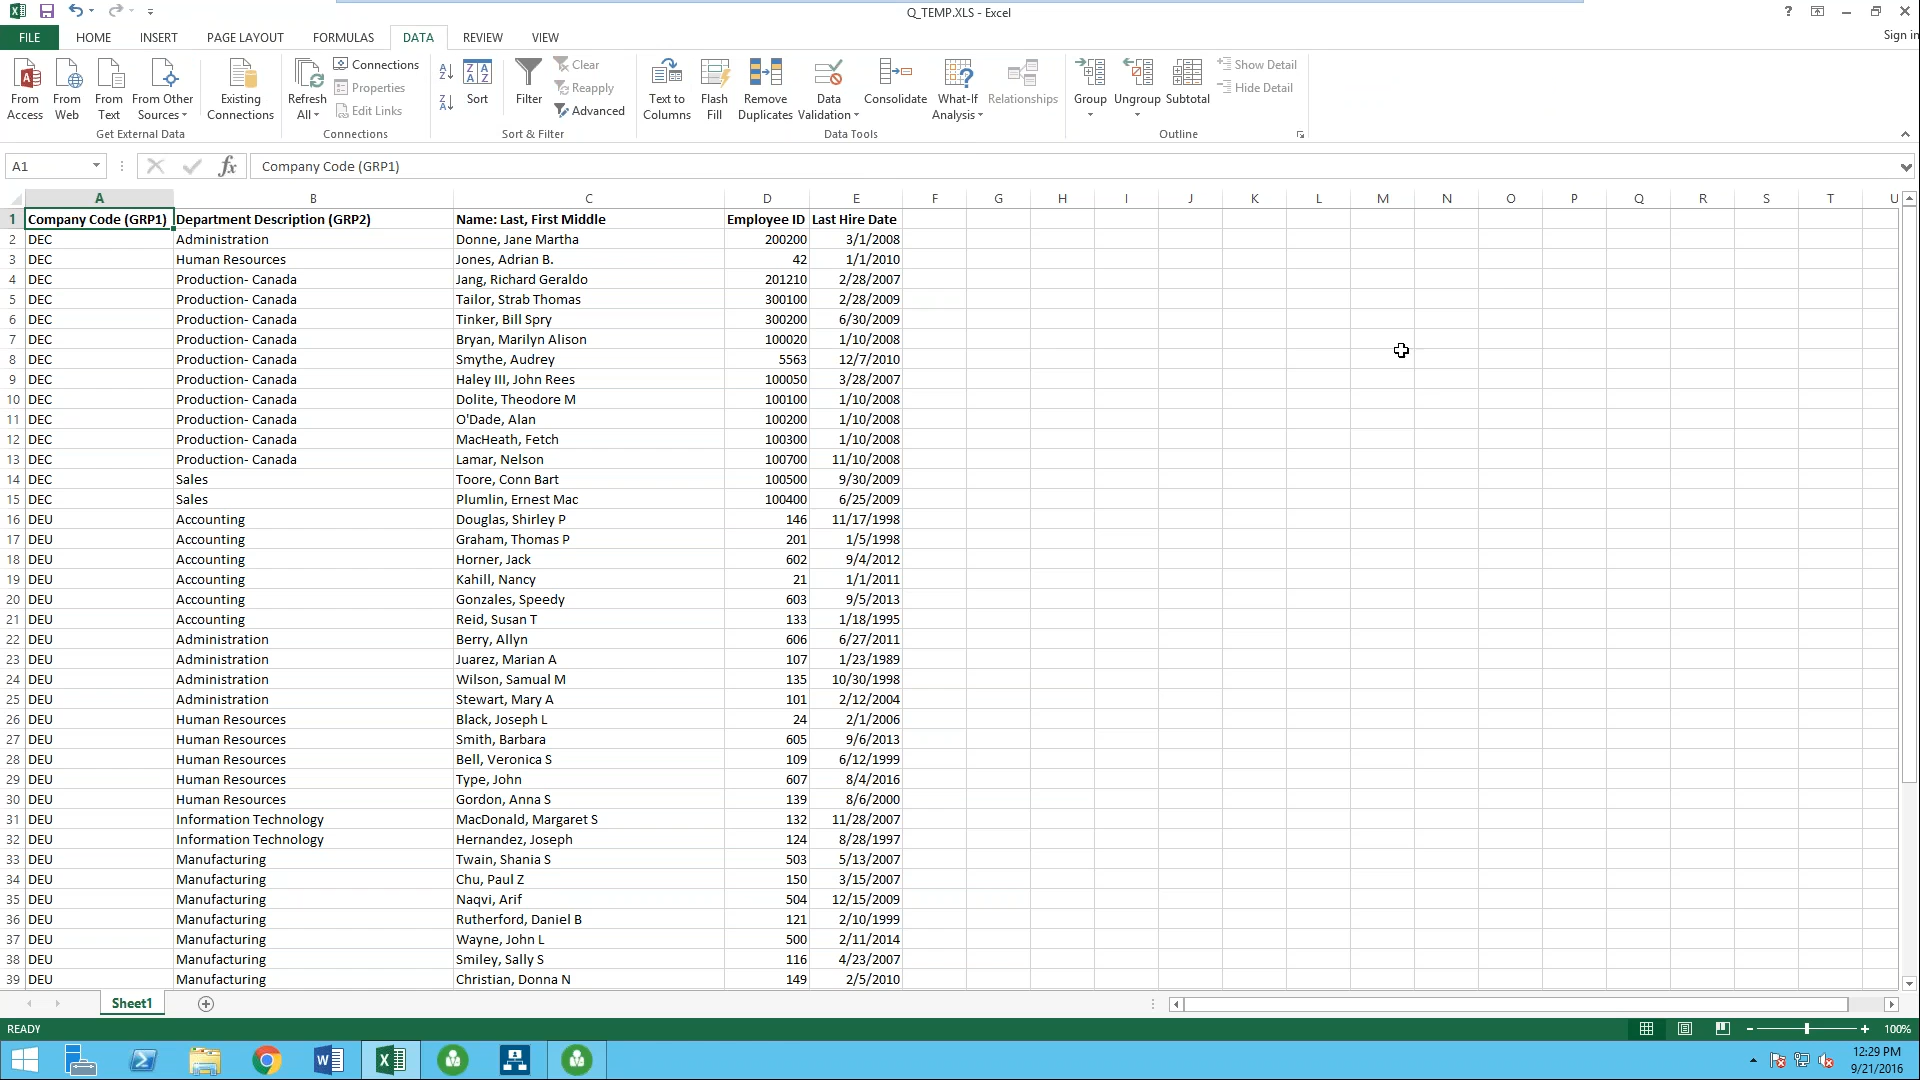 Q_TEMP.XLS - Excel
?
Sign in
FILE HOME INSERT PAGE LAYOUT FORMULAS DATA REVIEW VIEW
From Access
From Web
From Text
From Other Sources
Existing Connections
Get External Data
Refresh All
Connections
Properties
Edit Links
Connections
Sort
Filter
Clear
Reapply
Advanced
Sort & Filter
Text to Columns
Flash Fill
Remove Duplicates
Data Validation
Consolidate
What-If Analysis
Relationships
Data Tools
Group
Ungroup
Subtotal
Show Detail
Hide Detail
Outline
A1 fx Company Code (GRP1)
A B C D E F G H I J K L M N O P Q R S T U
1 Company Code (GRP1) Department Description (GRP2) Name: Last, First Middle Employee ID Last Hire Date
2 DEC Administration Donne, Jane Martha 200200 3/1/2008
3 DEC Human Resources Jones, Adrian B. 42 1/1/2010
4 DEC Production- Canada Jang, Richard Geraldo 201210 2/28/2007
5 DEC Production- Canada Tailor, Strab Thomas 300100 2/28/2009
6 DEC Production- Canada Tinker, Bill Spry 300200 6/30/2009
7 DEC Production- Canada Bryan, Marilyn Alison 100020 1/10/2008
8 DEC Production- Canada Smythe, Audrey 5563 12/7/2010
9 DEC Production- Canada Haley III, John Rees 100050 3/28/2007
10 DEC Production- Canada Dolite, Theodore M 100100 1/10/2008
11 DEC Production- Canada O'Dade, Alan 100200 1/10/2008
12 DEC Production- Canada MacHeath, Fetch 100300 1/10/2008
13 DEC Production- Canada Lamar, Nelson 100700 11/10/2008
14 DEC Sales Toore, Conn Bart 100500 9/30/2009
15 DEC Sales Plumlin, Ernest Mac 100400 6/25/2009
16 DEU Accounting Douglas, Shirley P 146 11/17/1998
17 DEU Accounting Graham, Thomas P 201 1/5/1998
18 DEU Accounting Horner, Jack 602 9/4/2012
19 DEU Accounting Kahill, Nancy 21 1/1/2011
20 DEU Accounting Gonzales, Speedy 603 9/5/2013
21 DEU Accounting Reid, Susan T 133 1/18/1995
22 DEU Administration Berry, Allyn 606 6/27/2011
23 DEU Administration Juarez, Marian A 107 1/23/1989
24 DEU Administration Wilson, Samual M 135 10/30/1998
25 DEU Administration Stewart, Mary A 101 2/12/2004
26 DEU Human Resources Black, Joseph L 24 2/1/2006
27 DEU Human Resources Smith, Barbara 605 9/6/2013
28 DEU Human Resources Bell, Veronica S 109 6/12/1999
29 DEU Human Resources Type, John 607 8/4/2016
30 DEU Human Resources Gordon, Anna S 139 8/6/2000
31 DEU Information Technology MacDonald, Margaret S 132 11/28/2007
32 DEU Information Technology Hernandez, Joseph 124 8/28/1997
33 DEU Manufacturing Twain, Shania S 503 5/13/2007
34 DEU Manufacturing Chu, Paul Z 150 3/15/2007
35 DEU Manufacturing Naqvi, Arif 504 12/15/2009
36 DEU Manufacturing Rutherford, Daniel B 121 2/10/1999
37 DEU Manufacturing Wayne, John L 500 2/11/2014
38 DEU Manufacturing Smiley, Sally S 116 4/23/2007
39 DEU Manufacturing Christian, Donna N 149 2/5/2010
Sheet1
READY 100%
12:29 PM
9/21/2016